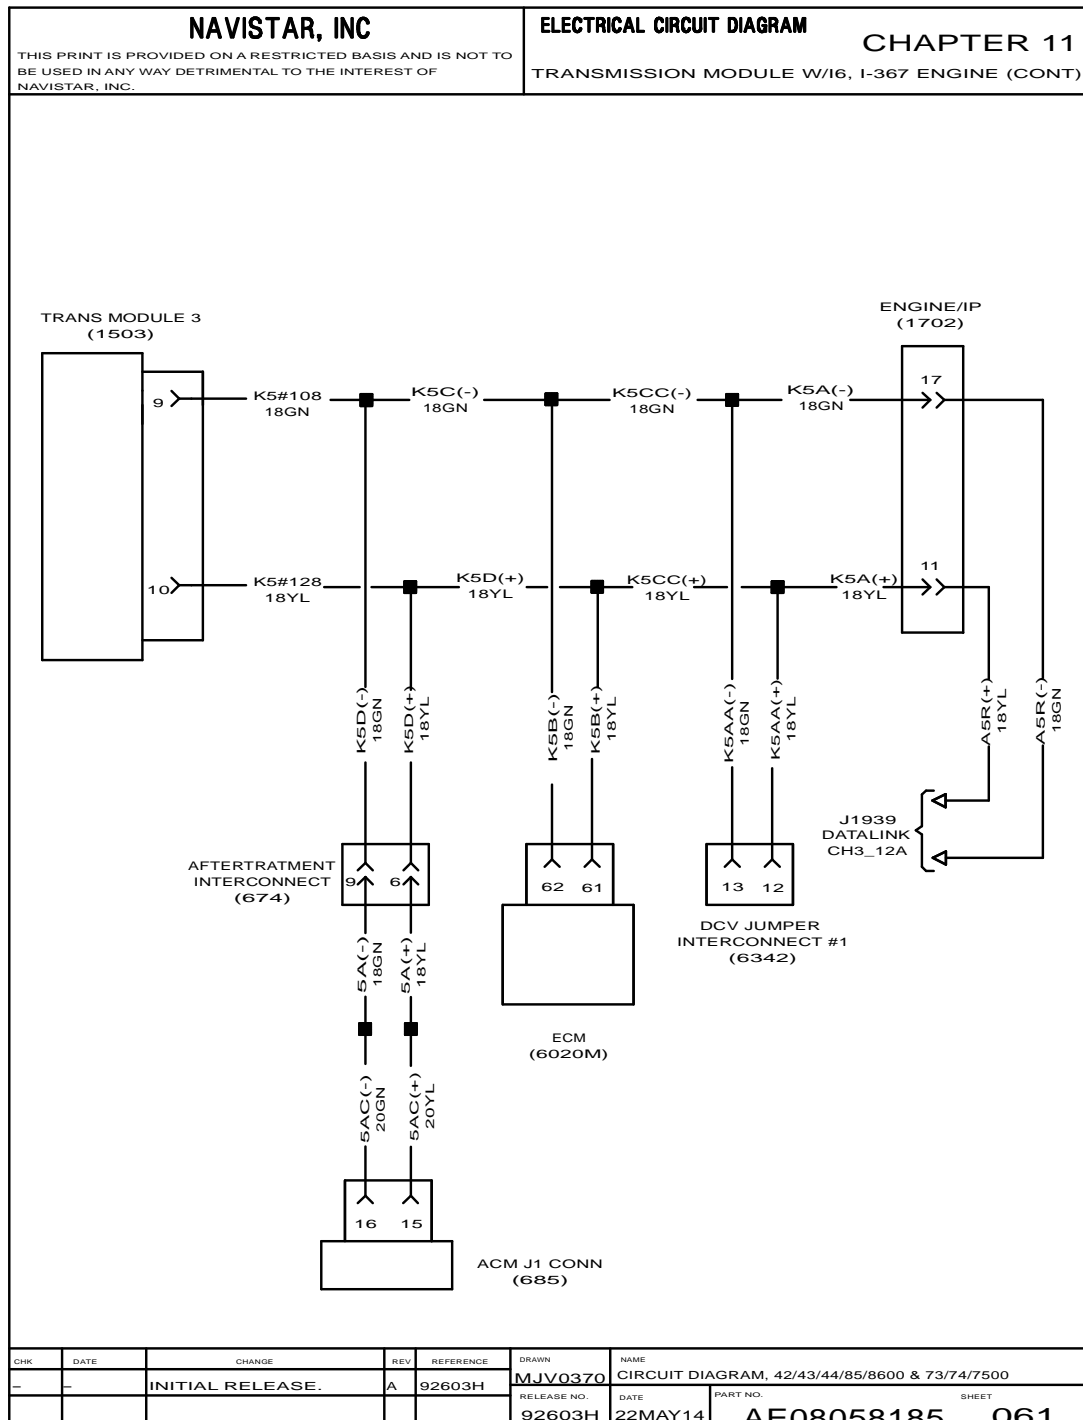 NAVISTAR, INC
THIS PRINT IS PROVIDED ON A RESTRICTED BASIS AND IS NOT TO
BE USED IN ANY WAY DETRIMENTAL TO THE INTEREST OF
NAVISTAR, INC.
ELECTRICAL CIRCUIT DIAGRAM
CHAPTER 11
TRANSMISSION MODULE W/I6, I-367 ENGINE (CONT)
TRANS MODULE 3
(1503)
ENGINE/IP
(1702)
9
K5#108
18GN
K5C(-)
18GN
K5CC(-)
18GN
K5A(-)
18GN
17
10
K5#128
18YL
K5D(+)
18YL
K5CC(+)
18YL
K5A(+)
18YL
11
K5D(-)
18GN
K5D(+)
18YL
K5B(-)
18GN
K5B(+)
18YL
K5AA(-)
18GN
K5AA(+)
18YL
A5R(+)
18YL
A5R(-)
18GN
J1939
DATALINK
CH3_12A
AFTERTRATMENT
INTERCONNECT
(674)
9
6
62
61
13
12
DCV JUMPER
INTERCONNECT #1
(6342)
5A(-)
18GN
5A(+)
18YL
ECM
(6020M)
5AC(-)
20GN
5AC(+)
20YL
16
15
ACM J1 CONN
(685)
CHK
DATE
CHANGE
REV
REFERENCE
DRAWN
NAME
-
-
INITIAL RELEASE.
A
92603H
MJV0370
CIRCUIT DIAGRAM, 42/43/44/85/8600 & 73/74/7500
RELEASE NO.
DATE
PART NO.
SHEET
92603H
22MAY14
AE08058185
061